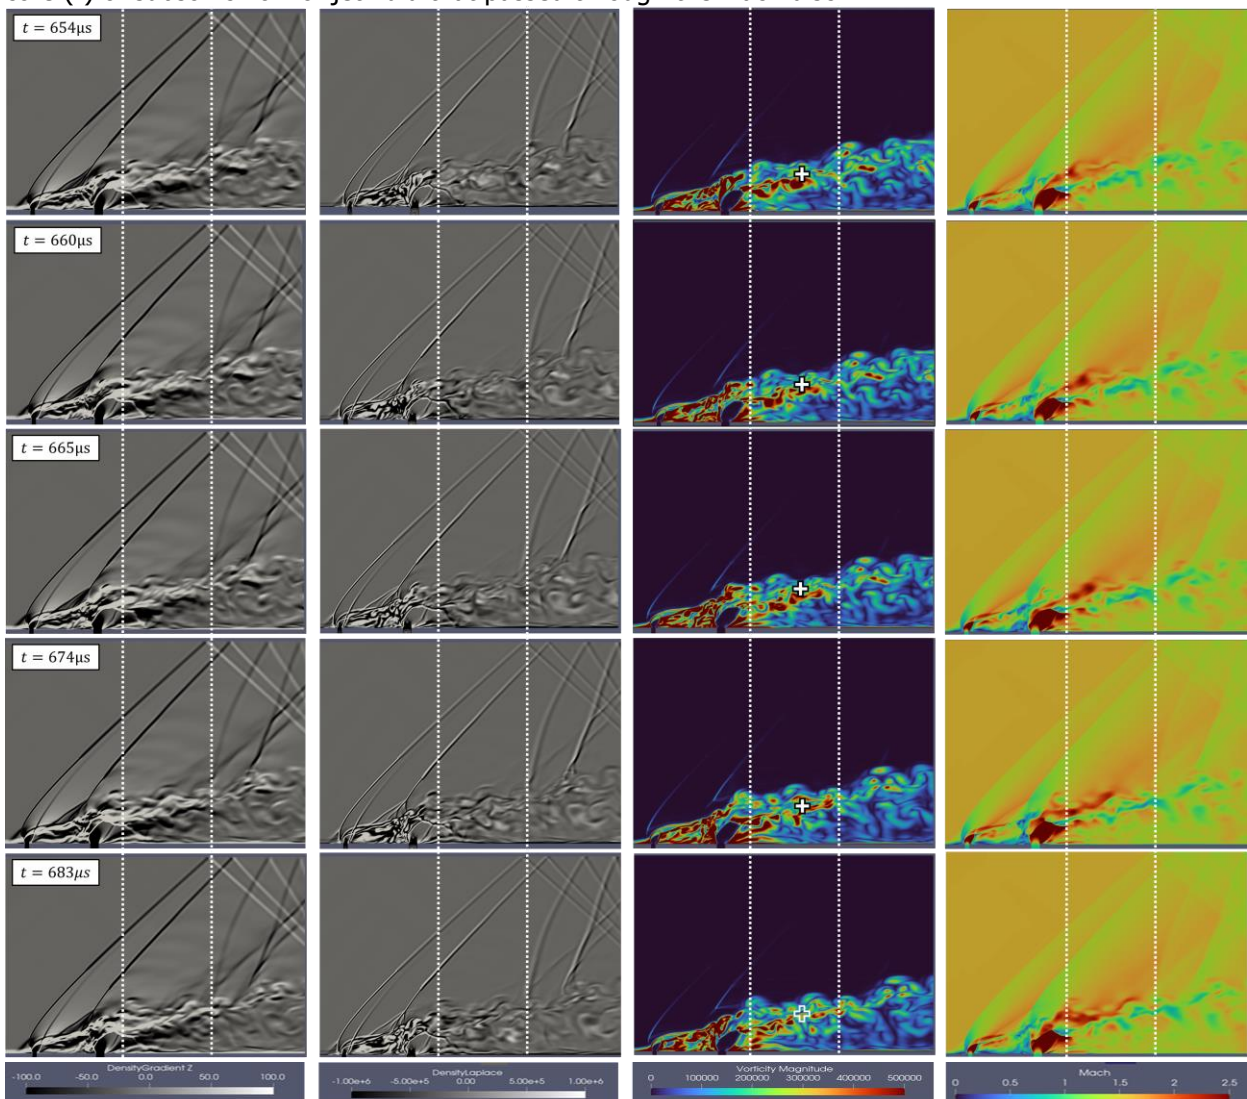 t = 654μs
t = 660μs
t = 665μs
t = 674μs
t = 683μs
DensityGradient Z
-100.0 -50.0 0.0 50.0 100.0
DensityLaplace
-1.00e+6 -5.00e+5 0.00 5.00e+5 1.00e+6
Vorticity Magnitude
0 100000 200000 300000 400000 500000
Mach
0 0.5 1 1.5 2 2.5